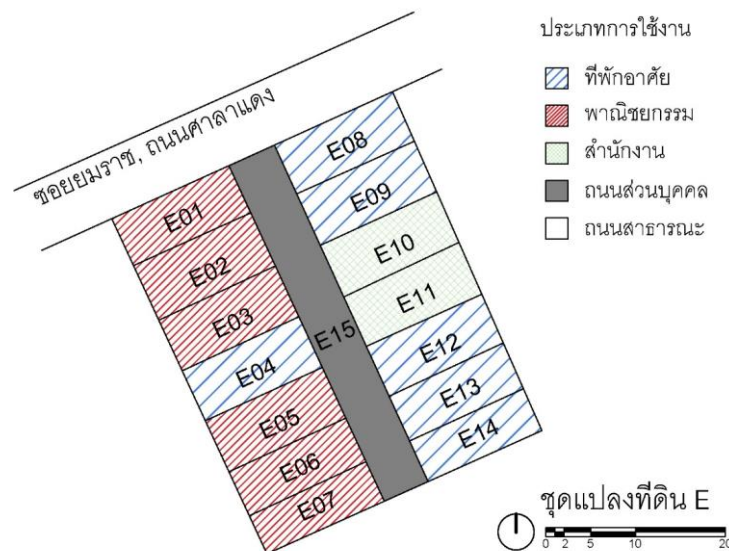 ประเภทการใช้งาน
ที่พักอาศัย
พาณิชยกรรม
สำนักงาน
ถนนส่วนบุคคล
ถนนสาธารณะ
ซอยยมราช, ถนนศาลาแดง
E01
E02
E03
E04
E05
E06
E07
E08
E09
E10
E11
E12
E13
E14
E15
ชุดแปลงที่ดิน E
0 2 5 10 20